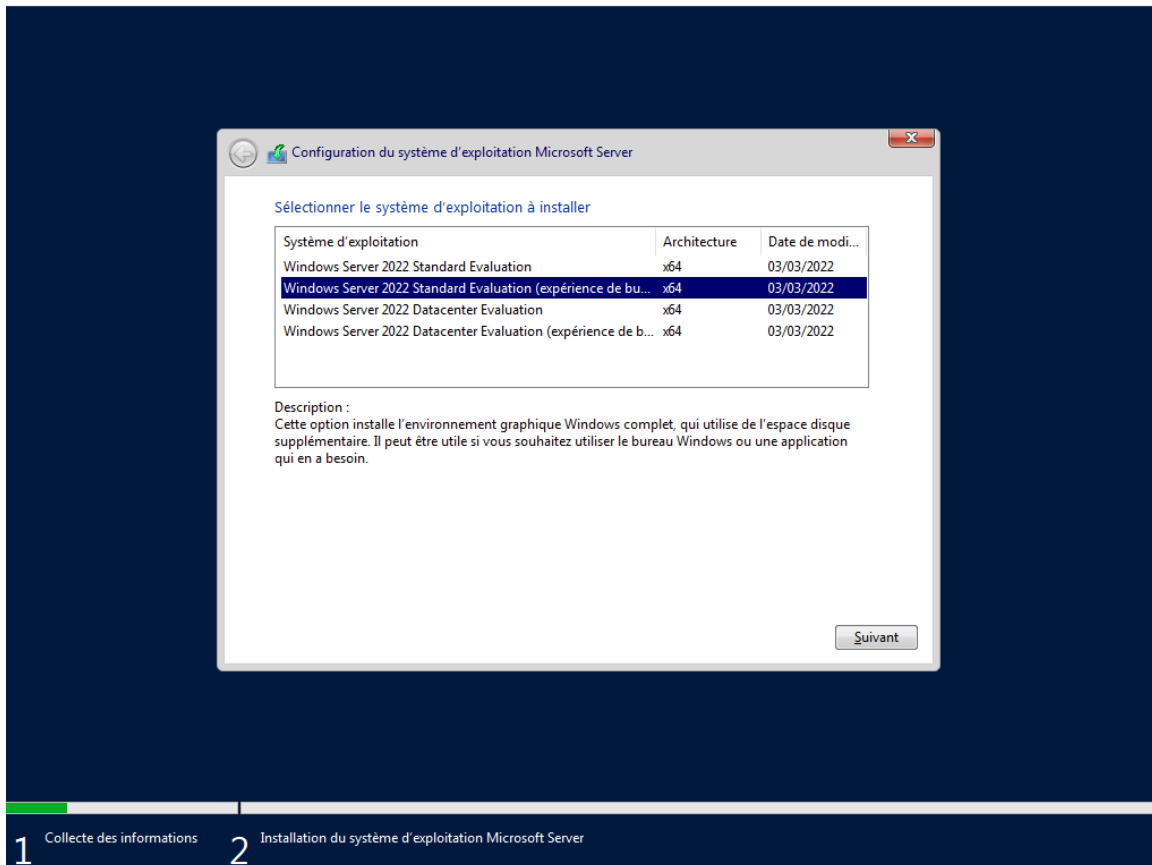 Configuration du système d'exploitation Microsoft Server
Sélectionner le système d'exploitation à installer
Système d'exploitation Architecture Date de modi...
Windows Server 2022 Standard Evaluation x64 03/03/2022
Windows Server 2022 Standard Evaluation (expérience de bu... x64 03/03/2022
Windows Server 2022 Datacenter Evaluation x64 03/03/2022
Windows Server 2022 Datacenter Evaluation (expérience de b... x64 03/03/2022
Description :
Cette option installe l'environnement graphique Windows complet, qui utilise de l'espace disque
supplémentaire. Il peut être utile si vous souhaitez utiliser le bureau Windows ou une application
qui en a besoin.
Suivant
1 Collecte des informations 2 Installation du système d'exploitation Microsoft Server